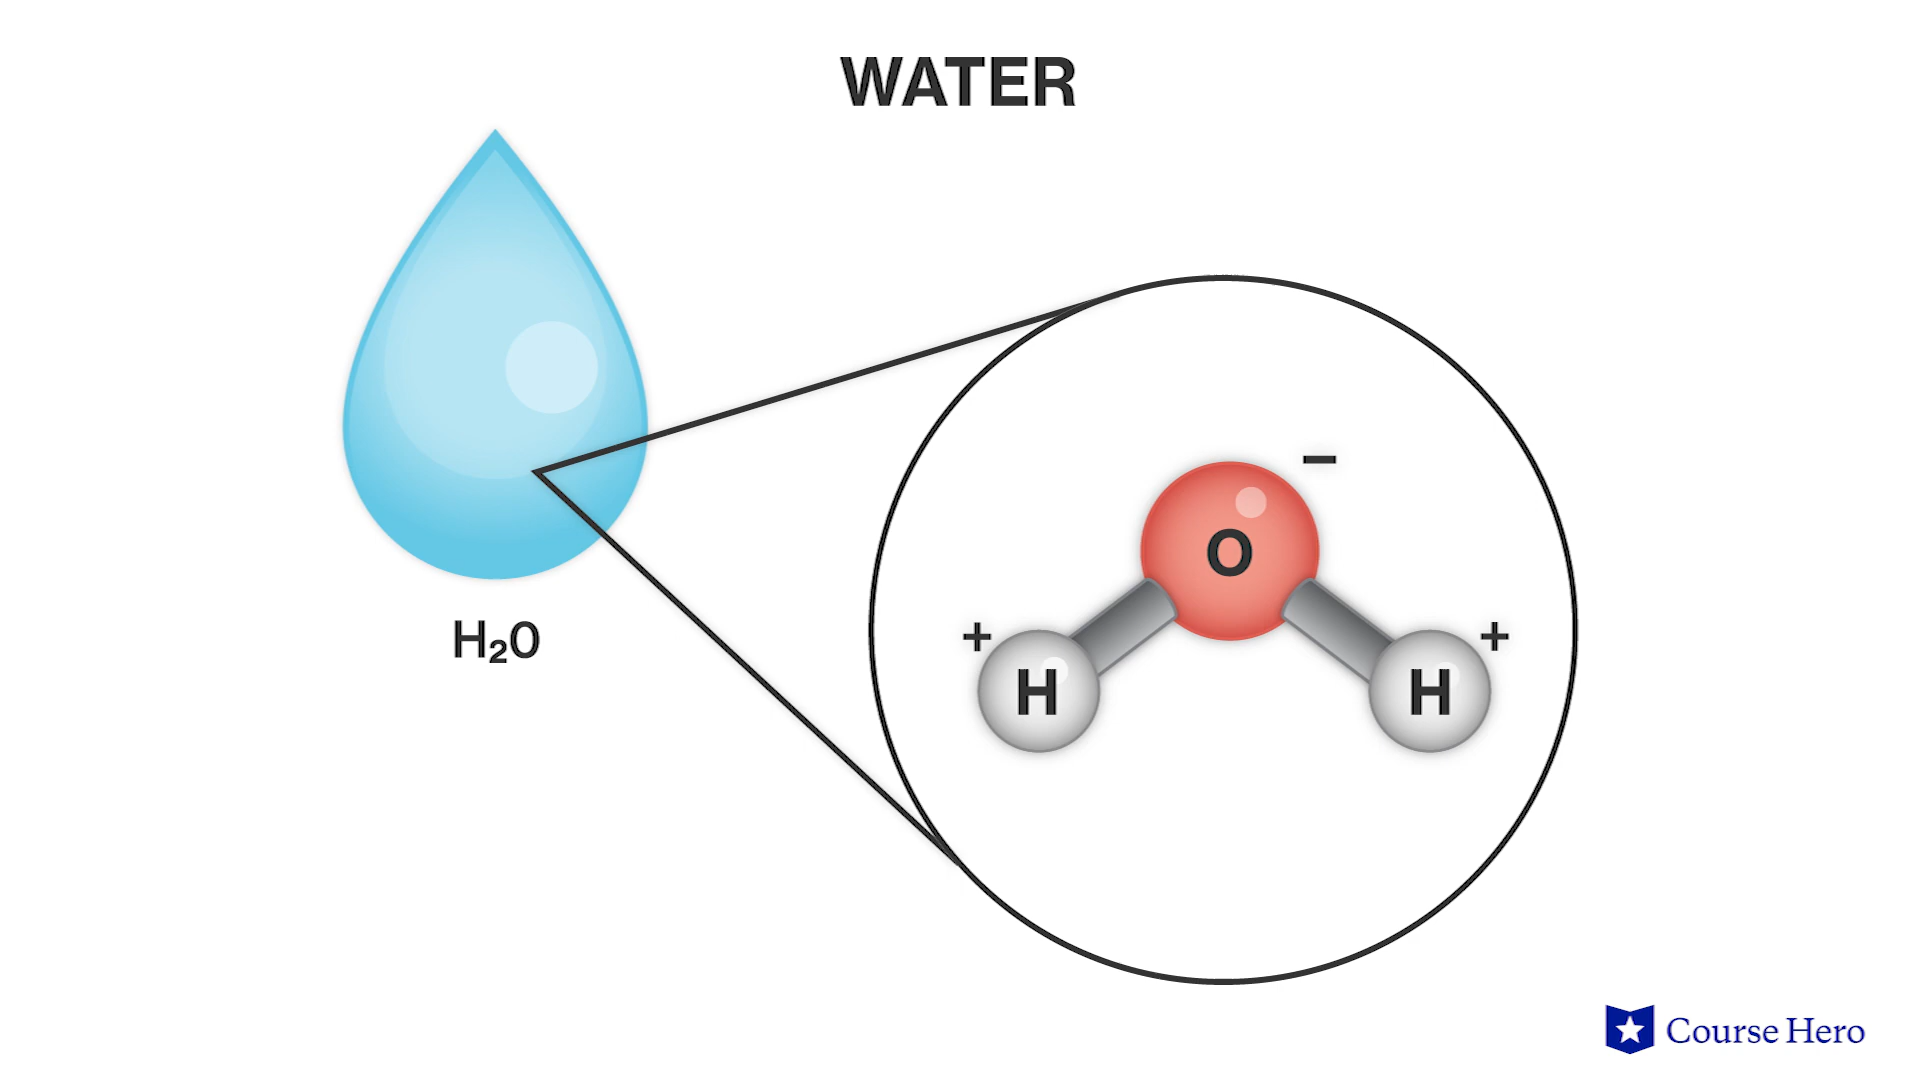 WATER
H₂O
−
O
+
+
H
H
Course Hero